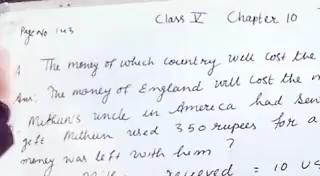 Class V Chapter 10
Page No 143
A The money of which country will cost the
Ans: The money of England will cost the
Mithun's uncle in America had
gift Mithun used 350 rupees for a
money was left with him ?
received = 10 US